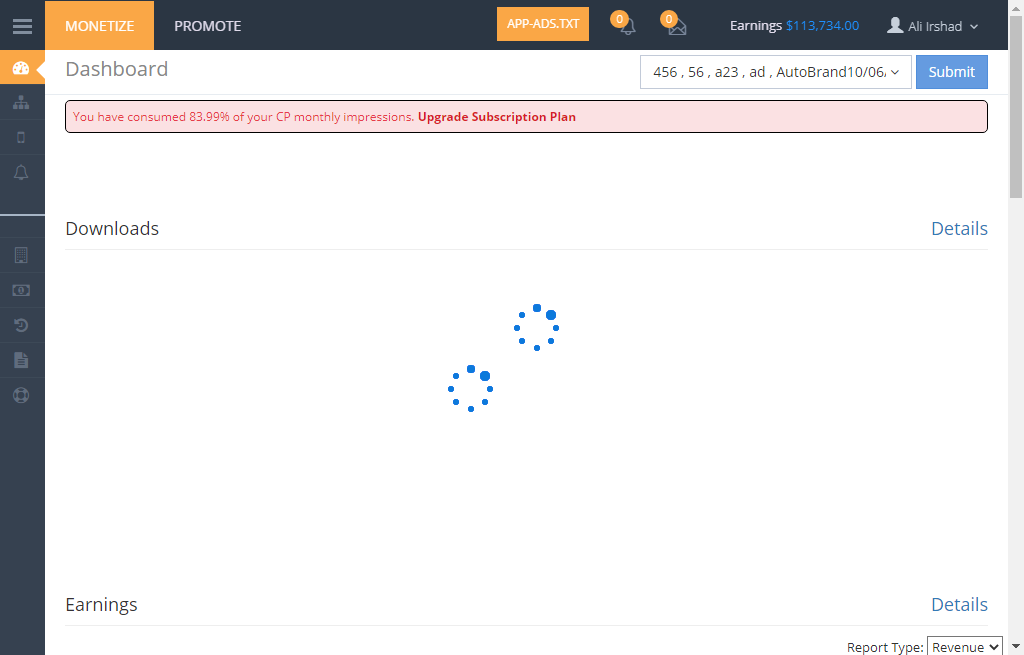 MONETIZE PROMOTE APP-ADS.TXT 0 0 Earnings $113,734.00 Ali Irshad
Dashboard 456 , 56 , a23 , ad , AutoBrand10/06/ Submit
You have consumed 83.99% of your CP monthly impressions. Upgrade Subscription Plan
Downloads Details
Earnings Details
Report Type: Revenue